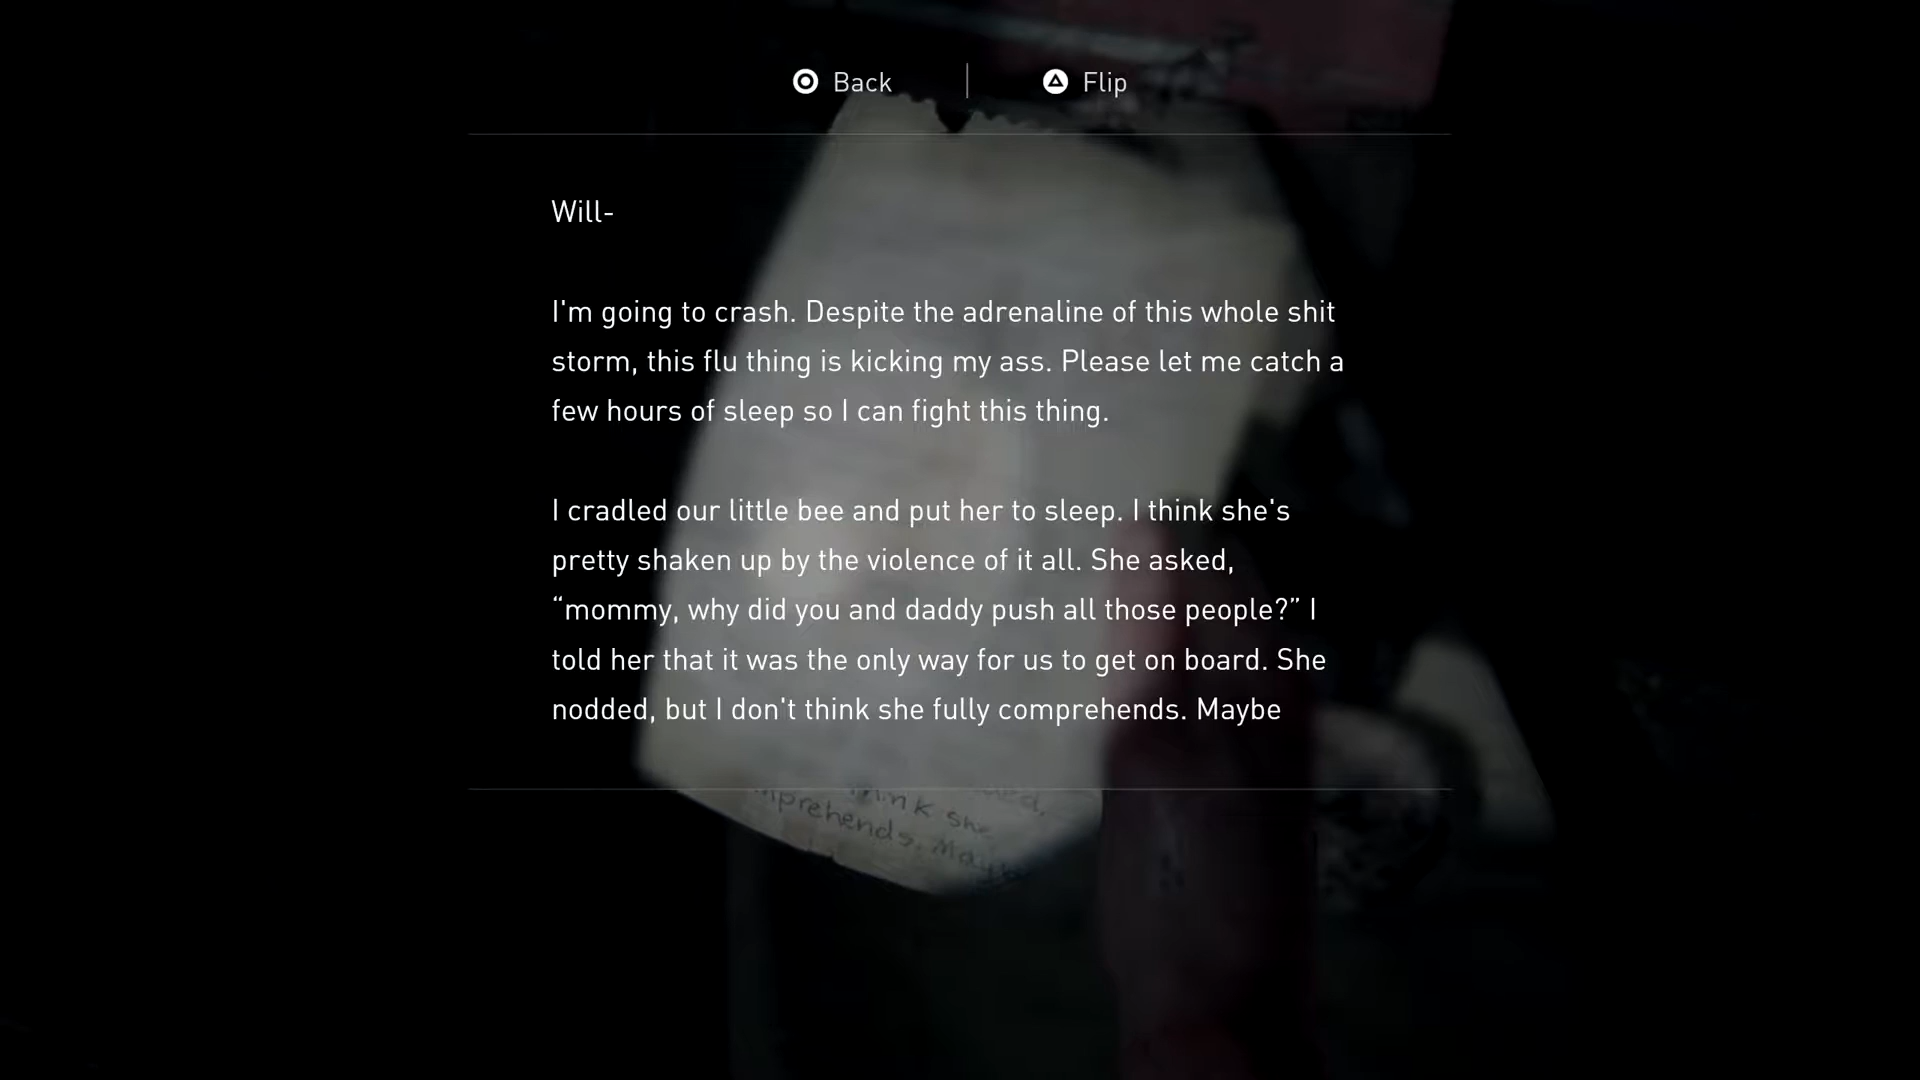 Back
Flip
Will-
I'm going to crash. Despite the adrenaline of this whole shit
storm, this flu thing is kicking my ass. Please let me catch a
few hours of sleep so I can fight this thing.
I cradled our little bee and put her to sleep. I think she's
pretty shaken up by the violence of it all. She asked,
“mommy, why did you and daddy push all those people?” I
told her that it was the only way for us to get on board. She
nodded, but I don't think she fully comprehends. Maybe
think she
mprehends. Maybe